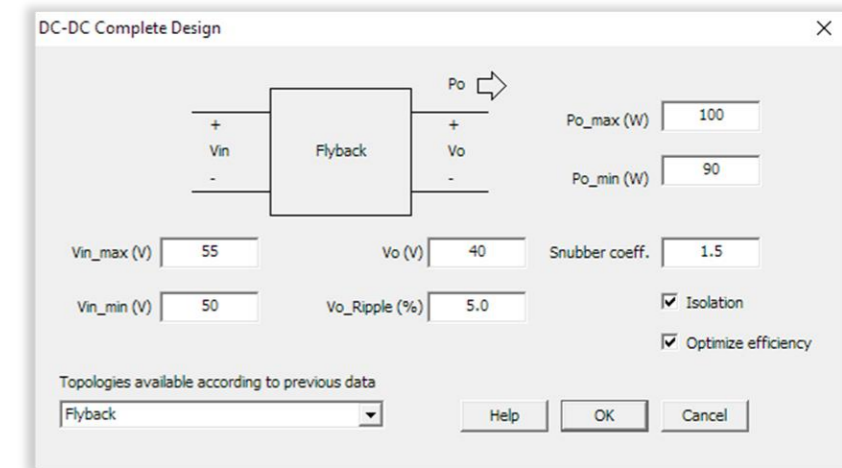 DC-DC Complete Design
Po
Po_max (W) 100
Po_min (W) 90
+ +
Vin Flyback Vo
- -
Vin_max (V) 55 Vo (V) 40 Snubber coeff. 1.5
Vin_min (V) 50 Vo_Ripple (%) 5.0 Isolation
Optimize efficiency
Topologies available according to previous data
Flyback Help OK Cancel